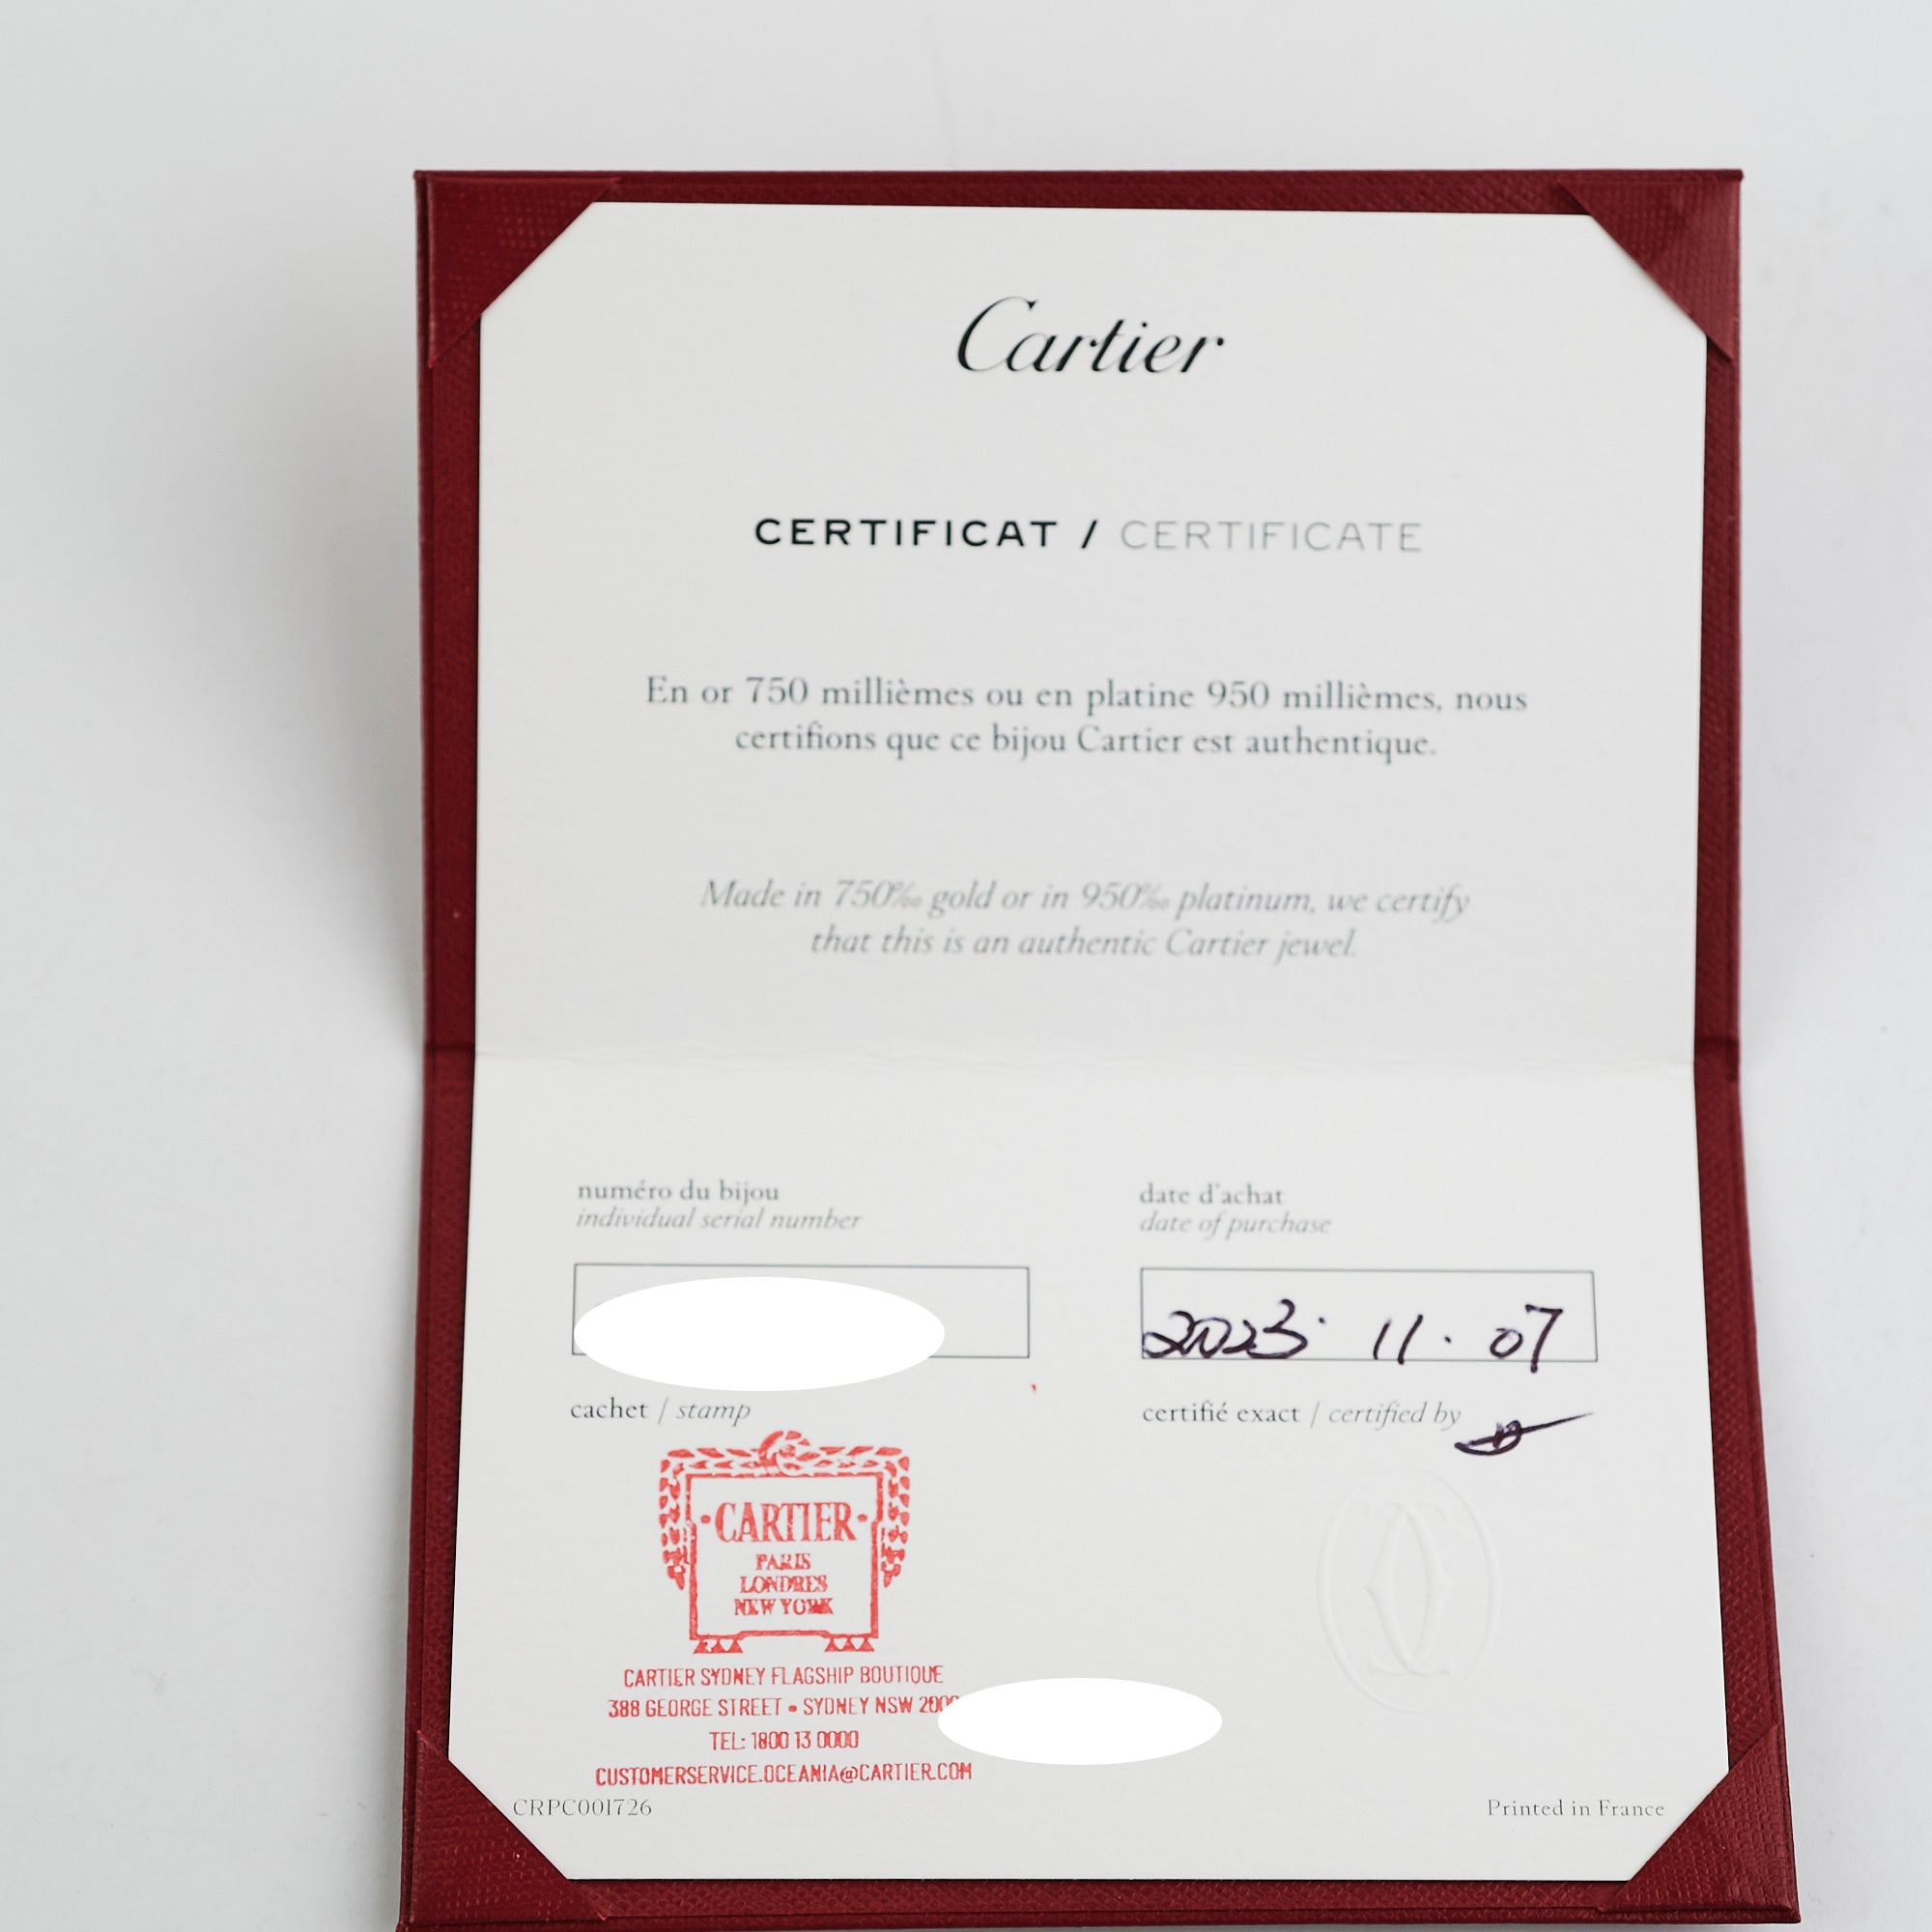 Cartier
CERTIFICAT / CERTIFICATE
En or 750 millièmes ou en platine 950 millièmes, nous
certifions que ce bijou Cartier est authentique.
Made in 750‰ gold or in 950‰ platinum, we certify
that this is an authentic Cartier jewel.
numéro du bijou
individual serial number
date d'achat
date of purchase
2023. 11. 07
cachet / stamp
certifié exact / certified by
·CARTIER·
PARIS
LONDRES
NEW YORK
CARTIER SYDNEY FLAGSHIP BOUTIQUE
388 GEORGE STREET • SYDNEY NSW 2000
TEL: 1800 13 0000
CUSTOMERSERVICE.OCEANIA@CARTIER.COM
CRPC001726
Printed in France